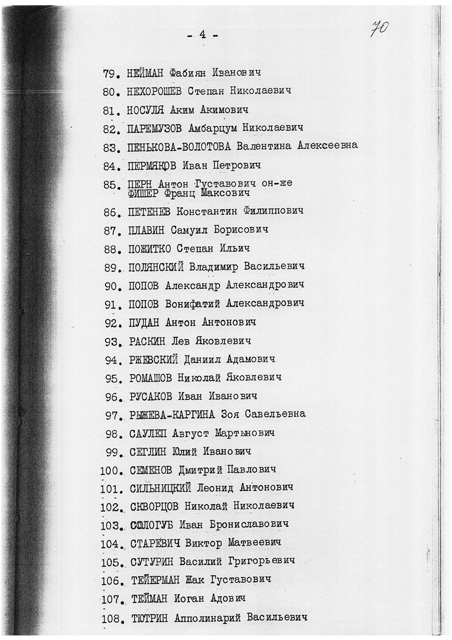 - 4 -
70
79. НЕЙМАН Фабиян Иванович
80. НЕХОРОШЕВ Степан Николаевич
81. НОСУЛЯ Аким Акимович
82. ПАРЕМУЗОВ Амбарцум Николаевич
83. ПЕНЬКОВА-ВОЛОТОВА Валентина Алексеевна
84. ПЕРМЯКОВ Иван Петрович
85. ПЕРН Антон Густавович он-же
ФИШЕР Франц Максович
86. ПЕТЕНЕВ Константин Филиппович
87. ПЛАВИН Самуил Борисович
88. ПОЖИТКО Степан Ильич
89. ПОЛЯНСКИЙ Владимир Васильевич
90. ПОПОВ Александр Александрович
91. ПОПОВ Вонифатий Александрович
92. ПУДАН Антон Антонович
93. РАСКИН Лев Яковлевич
94. РЖЕВСКИЙ Даниил Адамович
95. РОМАШОВ Николай Яковлевич
96. РУСАКОВ Иван Иванович
97. РЫЖЕВА-КАРГИНА Зоя Савельевна
98. САУЛЕП Август Мартынович
99. СЕГЛИН Юлий Иванович
100. СЕМЕНОВ Дмитрий Павлович
101. СИЛЬНИЦКИЙ Леонид Антонович
102. СКВОРЦОВ Николай Николаевич
103. СОЛОГУБ Иван Брониславович
104. СТАРЕВИЧ Виктор Матвеевич
105. СУТУРИН Василий Григорьевич
106. ТЕЙЕРМАН Жак Густавович
107. ТЕЙМАН Иоган Адович
108. ТЮТРИН Апполинарий Васильевич